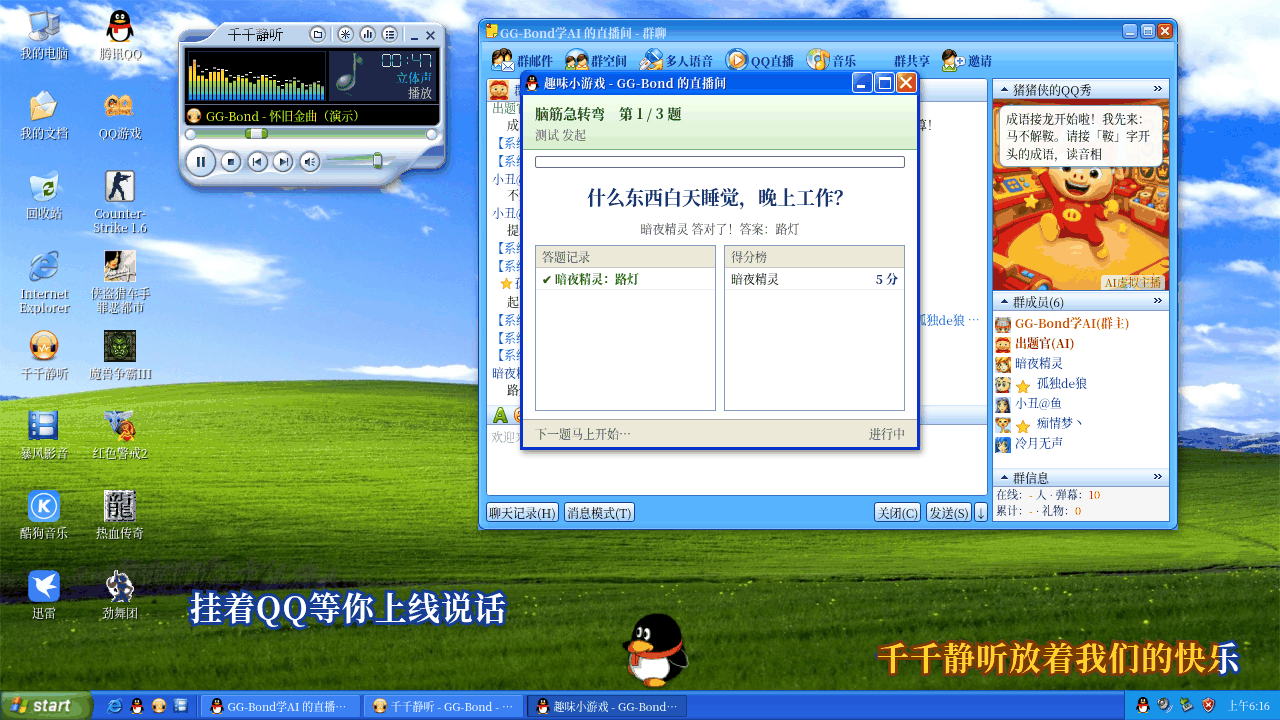 我的电脑
腾讯QQ
我的文档
QQ游戏
回收站
Counter-
Strike 1.6
Internet
Explorer
侠盗猎车手
罪恶都市
千千静听
魔兽争霸III
暴风影音
红色警戒2
酷狗音乐
热血传奇
迅雷
劲舞团
千千静听
00:47
立体声
播放
GG-Bond - 怀旧金曲（演示）
GG-Bond学AI 的直播间 - 群聊
群邮件
群空间
多人语音
QQ直播
音乐
群共享
邀请
趣味小游戏 - GG-Bond 的直播间
脑筋急转弯 第 1 / 3 题
测试 发起
什么东西白天睡觉，晚上工作？
暗夜精灵 答对了！答案：路灯
答题记录
✔ 暗夜精灵：路灯
得分榜
暗夜精灵 5 分
下一题马上开始…
进行中
孤独de狼 …
聊天记录(H)
消息模式(T)
关闭(C)
发送(S)
↓
猪猪侠的QQ秀
成语接龙开始啦！我先来：
马不解鞍。请接「鞍」字开
头的成语，读音相
AI虚拟主播
群成员(6)
GG-Bond学AI(群主)
出题官(AI)
暗夜精灵
孤独de狼
小丑@鱼
痴情梦丶
冷月无声
群信息
在线：- 人 · 弹幕：10
累计：- · 礼物：0
挂着QQ等你上线说话
千千静听放着我们的快乐
start
GG-Bond学AI 的直播…
千千静听 - GG-Bond - …
趣味小游戏 - GG-Bond…
上午6:16